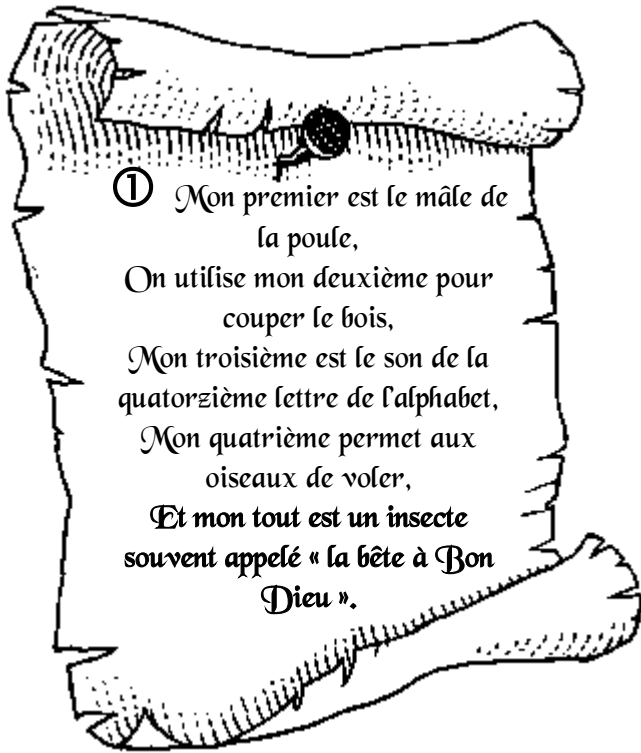 ① Mon premier est le mâle de
la poule,
On utilise mon deuxième pour
couper le bois,
Mon troisième est le son de la
quatorzième lettre de l'alphabet,
Mon quatrième permet aux
oiseaux de voler,
Et mon tout est un insecte
souvent appelé « la bête à Bon
Dieu ».